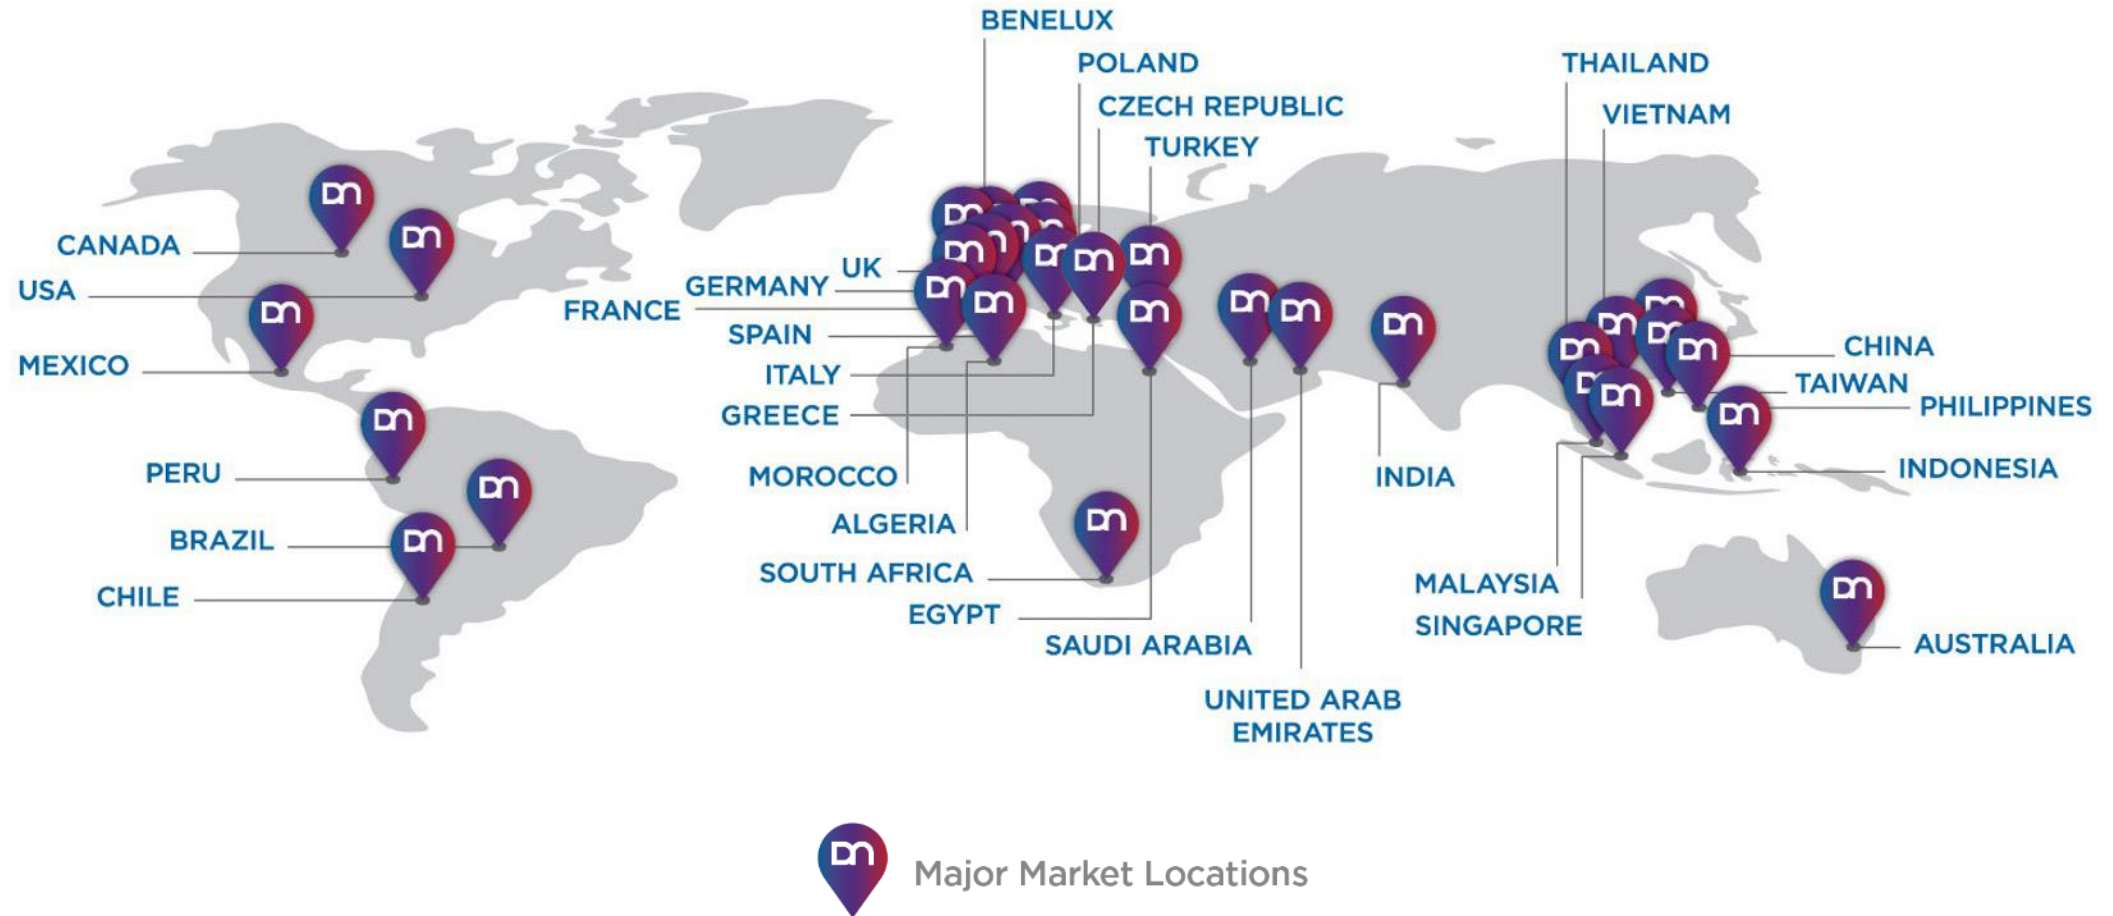 BENELUX
POLAND
CZECH REPUBLIC
TURKEY
THAILAND
VIETNAM
CANADA
USA
MEXICO
PERU
BRAZIL
CHILE
UK
GERMANY
FRANCE
SPAIN
ITALY
GREECE
MOROCCO
ALGERIA
SOUTH AFRICA
EGYPT
SAUDI ARABIA
UNITED ARAB
EMIRATES
INDIA
CHINA
TAIWAN
PHILIPPINES
INDONESIA
MALAYSIA
SINGAPORE
AUSTRALIA
DN Major Market Locations